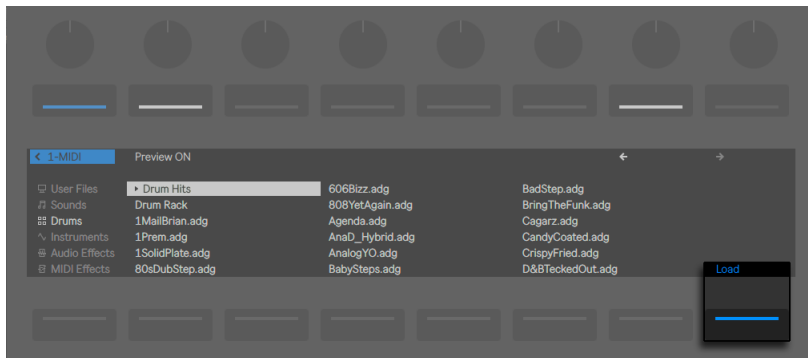 < 1-MIDI
Preview ON
User Files
Sounds
Drums
Instruments
Audio Effects
MIDI Effects
Drum Hits
Drum Rack
1MailBrian.adg
1Prem.adg
1SolidPlate.adg
80sDubStep.adg
606Bizz.adg
808YetAgain.adg
Agenda.adg
AnaD_Hybrid.adg
AnalogYO.adg
BabySteps.adg
BadStep.adg
BringTheFunk.adg
Cagarz.adg
CandyCoated.adg
CrispyFried.adg
D&BTeckedOut.adg
Load